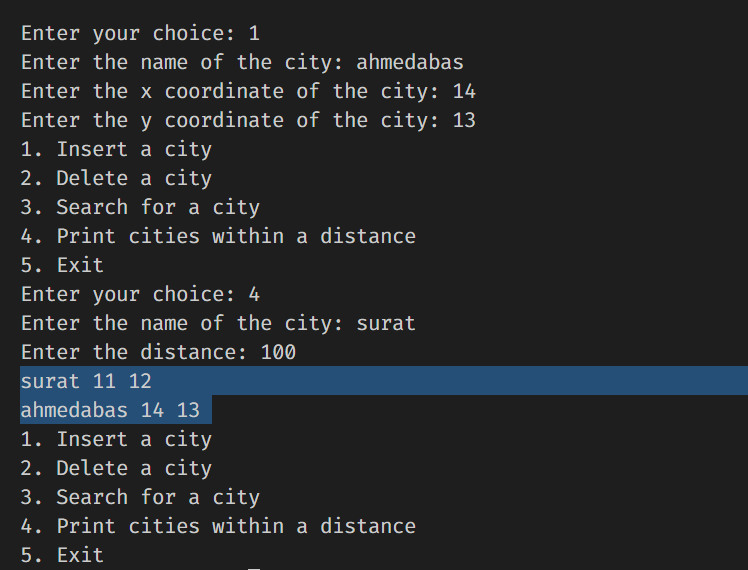 Enter your choice: 1
Enter the name of the city: ahmedabas
Enter the x coordinate of the city: 14
Enter the y coordinate of the city: 13
1. Insert a city
2. Delete a city
3. Search for a city
4. Print cities within a distance
5. Exit
Enter your choice: 4
Enter the name of the city: surat
Enter the distance: 100
surat 11 12
ahmedabas 14 13
1. Insert a city
2. Delete a city
3. Search for a city
4. Print cities within a distance
5. Exit